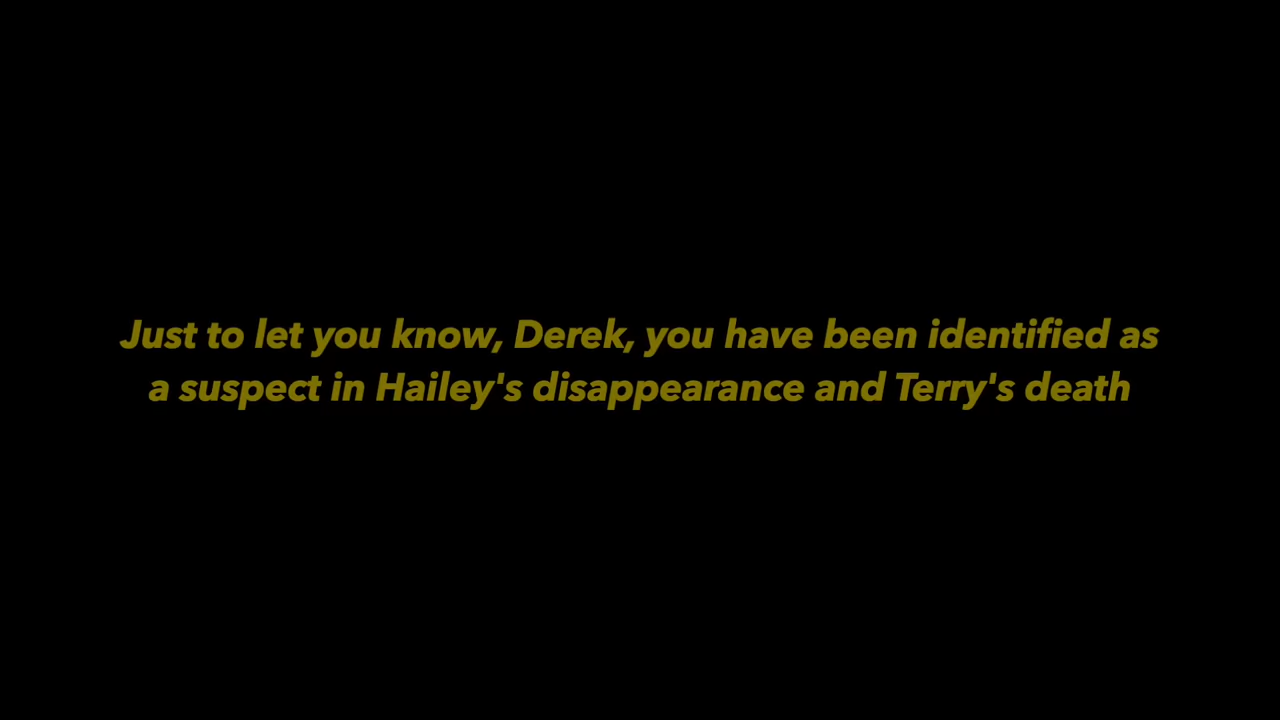 Just to let you know, Derek, you have been identified as
a suspect in Hailey's disappearance and Terry's death